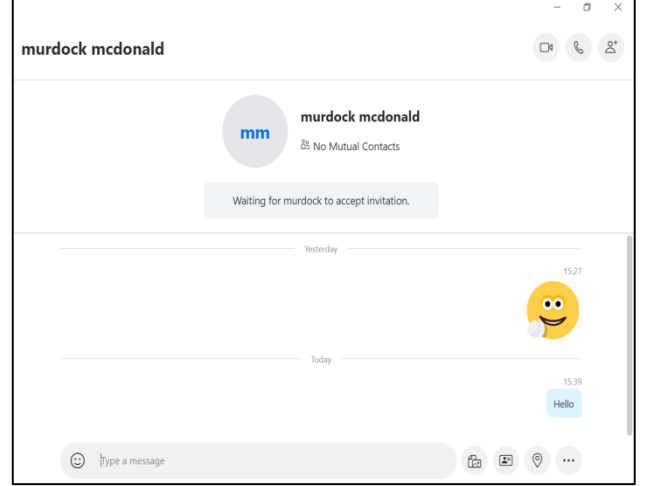 murdock mcdonald
mm
murdock mcdonald
No Mutual Contacts
Waiting for murdock to accept invitation.
Yesterday
15:27
Today
15:39
Hello
Type a message